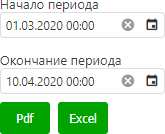 Начало периода
01.03.2020 00:00
Окончание периода
10.04.2020 00:00
Pdf Excel